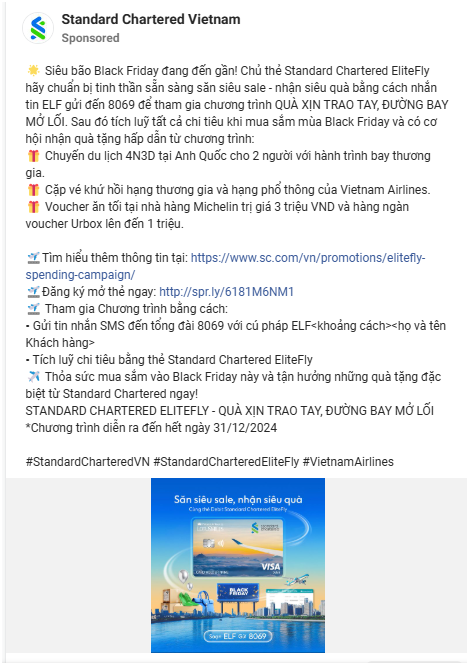 Standard Chartered Vietnam
Sponsored
🌟 Siêu bão Black Friday đang đến gần! Chủ thẻ Standard Chartered EliteFly
hãy chuẩn bị tinh thần sẵn sàng săn siêu sale - nhận siêu quà bằng cách nhắn
tin ELF gửi đến 8069 để tham gia chương trình QUÀ XỊN TRAO TAY, ĐƯỜNG BAY
MỞ LỐI. Sau đó tích luỹ tất cả chi tiêu khi mua sắm mùa Black Friday và có cơ
hội nhận quà tặng hấp dẫn từ chương trình:
🎁 Chuyến du lịch 4N3D tại Anh Quốc cho 2 người với hành trình bay thương
gia.
🎁 Cặp vé khứ hồi hạng thương gia và hạng phổ thông của Vietnam Airlines.
🎁 Voucher ăn tối tại nhà hàng Michelin trị giá 3 triệu VND và hàng ngàn
voucher Urbox lên đến 1 triệu.
🛫Tìm hiểu thêm thông tin tại: https://www.sc.com/vn/promotions/elitefly-
spending-campaign/
🛫Đăng ký mở thẻ ngay: http://spr.ly/6181M6NM1
🛫 Tham gia Chương trình bằng cách:
- Gửi tin nhắn SMS đến tổng đài 8069 với cú pháp ELF<khoảng cách><họ và tên
Khách hàng>
- Tích luỹ chi tiêu bằng thẻ Standard Chartered EliteFly
✈️ Thỏa sức mua sắm vào Black Friday này và tận hưởng những quà tặng đặc
biệt từ Standard Chartered ngay!
STANDARD CHARTERED ELITEFLY - QUÀ XỊN TRAO TAY, ĐƯỜNG BAY MỞ LỐI
*Chương trình diễn ra đến hết ngày 31/12/2024
#StandardCharteredVN #StandardCharteredEliteFly #VietnamAirlines
Săn siêu sale, nhận siêu quà
Cùng thẻ Debit Standard Chartered EliteFly
VISA
BLACK
FRIDAY
Soạn ELF Gửi 8069